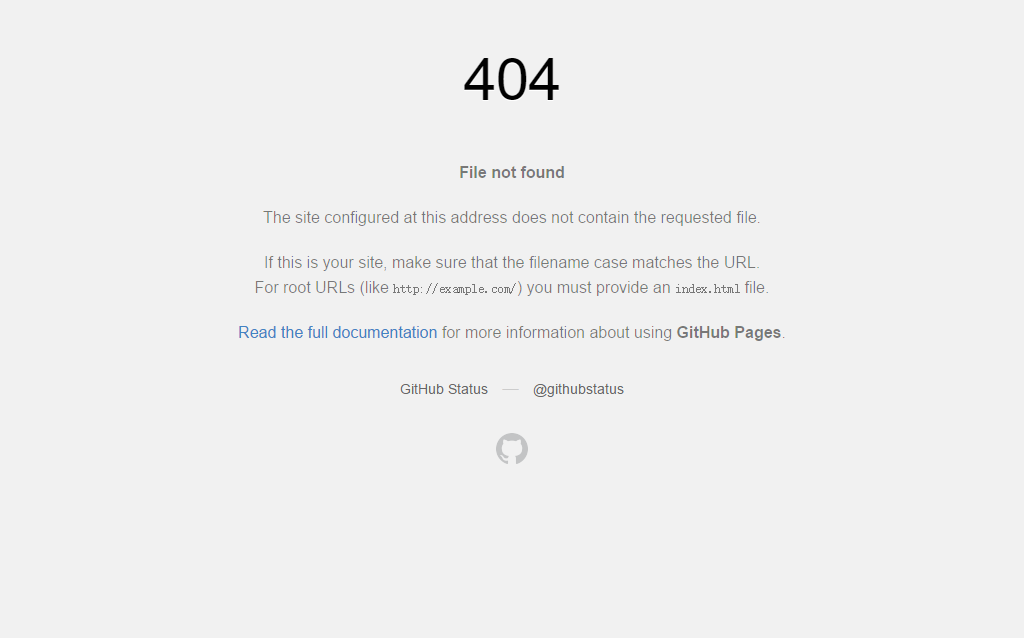 404
File not found
The site configured at this address does not contain the requested file.
If this is your site, make sure that the filename case matches the URL.
For root URLs (like http://example.com/) you must provide an index.html file.
Read the full documentation for more information about using GitHub Pages.
GitHub Status — @githubstatus